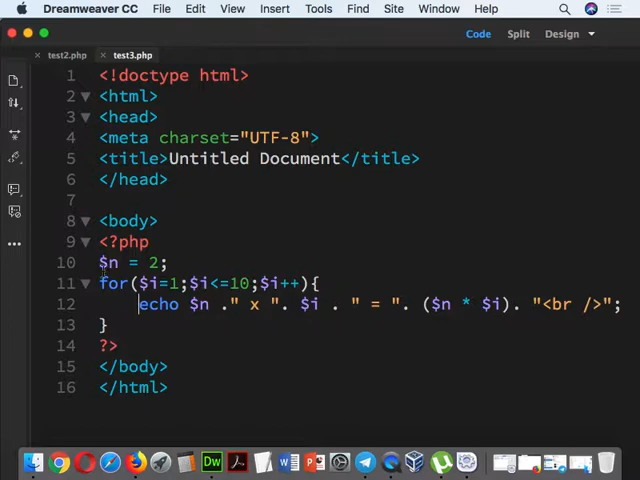 Dreamweaver CC File Edit View Insert Tools Find Site Window Help
Code Split Design
× test2.php × test3.php
1 <!doctype html>
2 <html>
3 <head>
4 <meta charset="UTF-8">
5 <title>Untitled Document</title>
6 </head>
7
8 <body>
9 <?php
10 $n = 2;
11 for($i=1;$i<=10;$i++){
12 echo $n ." x ". $i . " = ". ($n * $i). "<br />";
13 }
14 ?>
15 </body>
16 </html>
Dw
W
P